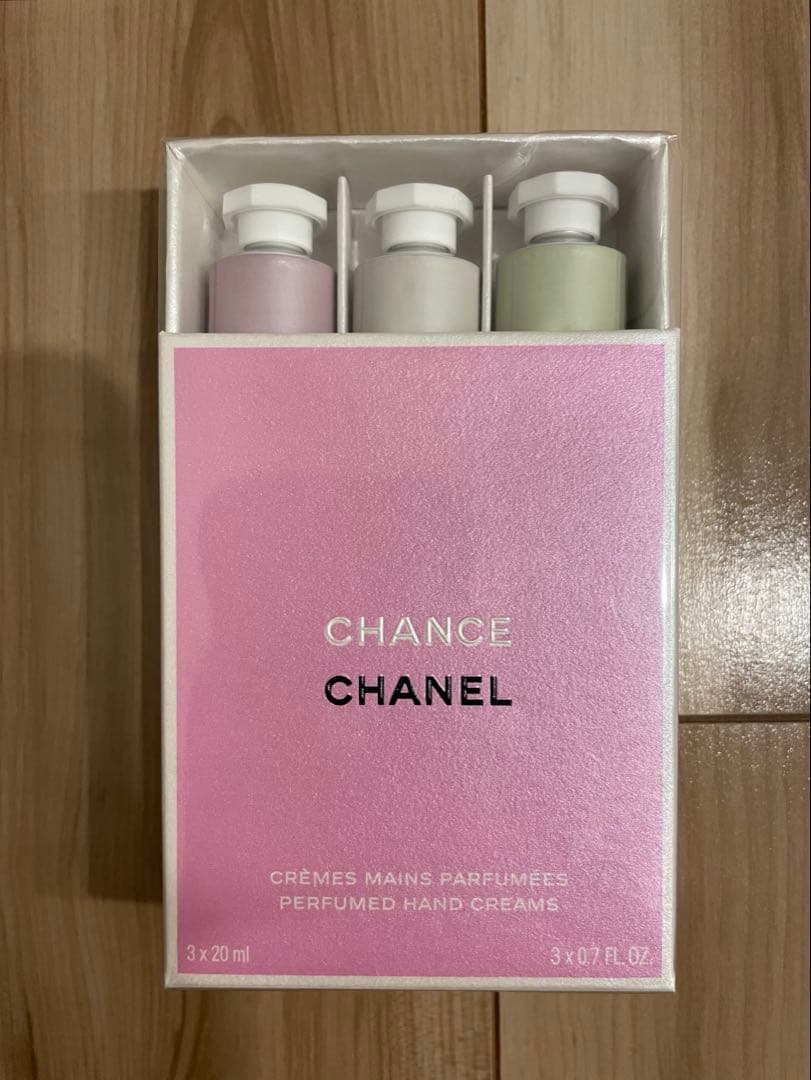 CHANCE
CHANEL
CRÈMES MAINS PARFUMÉES
PERFUMED HAND CREAMS
3 x 20 ml
3 x 0.7 FL. OZ.